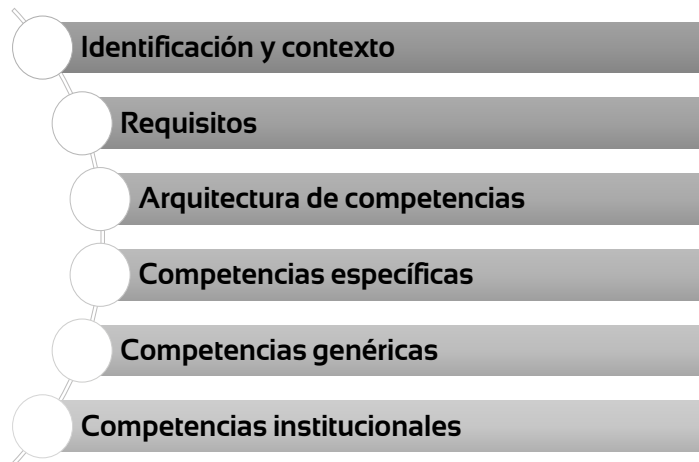 Identificación y contexto
Requisitos
Arquitectura de competencias
Competencias específicas
Competencias genéricas
Competencias institucionales